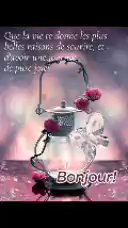 Que la vie te donne les plus
belles raisons de sourire, et
d'avoir une
de pure joie!
Bonjour!